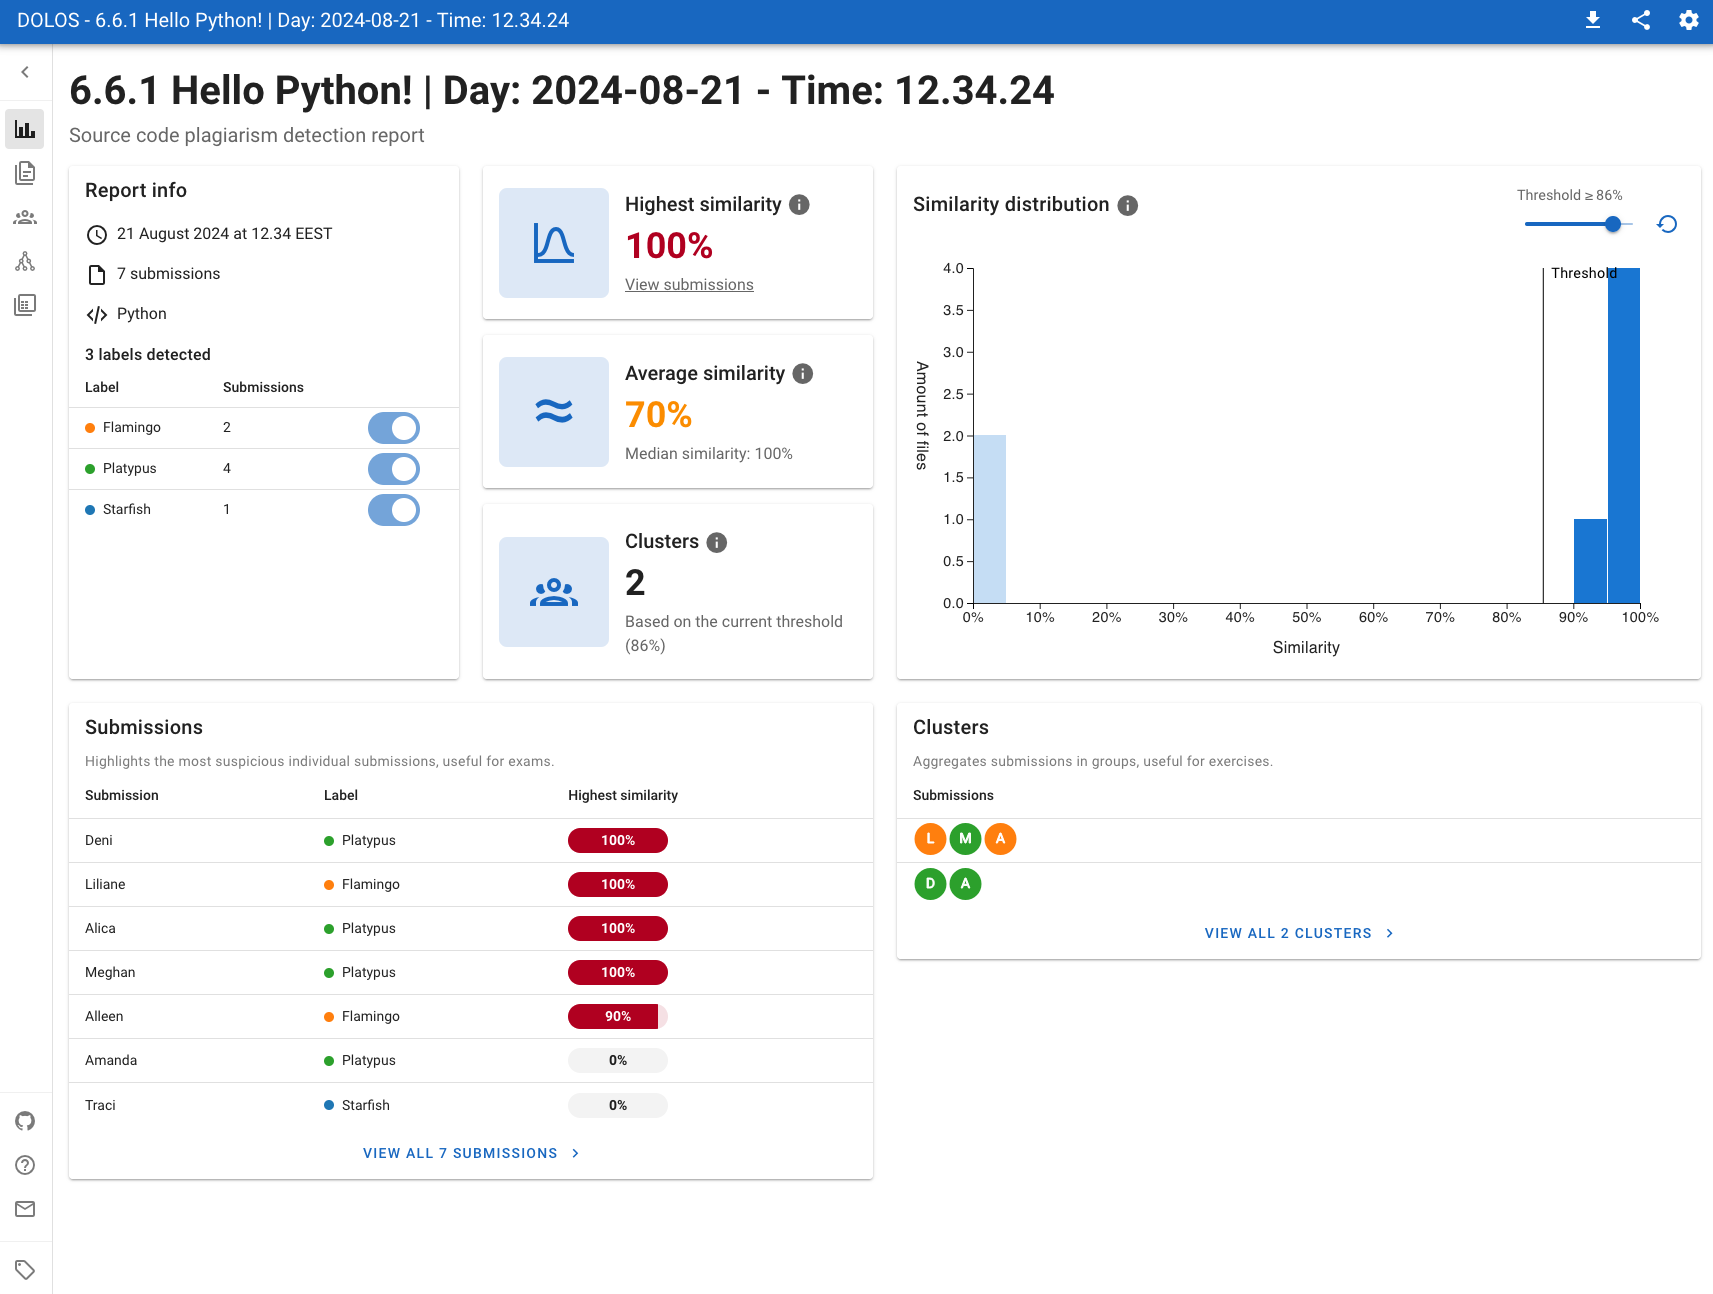 DOLOS - 6.6.1 Hello Python! | Day: 2024-08-21 - Time: 12.34.24
6.6.1 Hello Python! | Day: 2024-08-21 - Time: 12.34.24
Source code plagiarism detection report
Report info
21 August 2024 at 12.34 EEST
7 submissions
Python
3 labels detected
Label Submissions
Flamingo 2
Platypus 4
Starfish 1
Highest similarity
100%
View submissions
Average similarity
70%
Median similarity: 100%
Clusters
2
Based on the current threshold
(86%)
Similarity distribution
Threshold ≥ 86%
Threshold
4.0
3.5
3.0
2.5
2.0
1.5
1.0
0.5
0.0
Amount of files
0% 10% 20% 30% 40% 50% 60% 70% 80% 90% 100%
Similarity
Submissions
Highlights the most suspicious individual submissions, useful for exams.
Submission Label Highest similarity
Deni Platypus 100%
Liliane Flamingo 100%
Alica Platypus 100%
Meghan Platypus 100%
Alleen Flamingo 90%
Amanda Platypus 0%
Traci Starfish 0%
VIEW ALL 7 SUBMISSIONS
Clusters
Aggregates submissions in groups, useful for exercises.
Submissions
L M A
D A
VIEW ALL 2 CLUSTERS